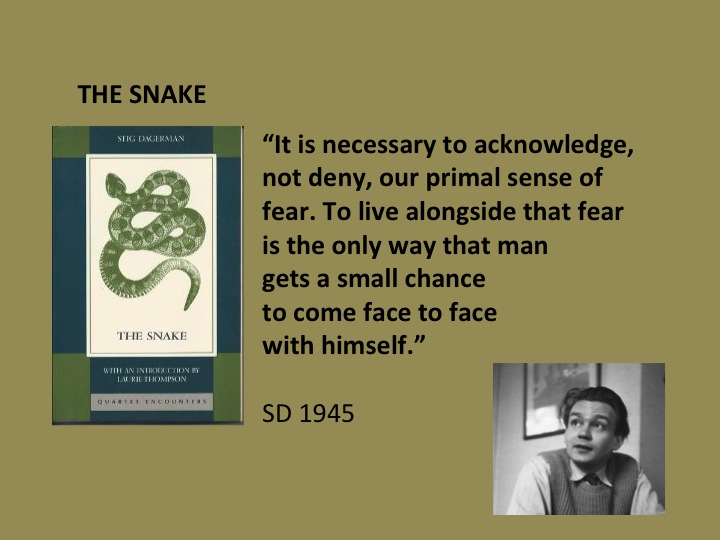 THE SNAKE
STIG DAGERMAN
THE SNAKE
WITH AN INTRODUCTION BY
LAURIE THOMPSON
QUARTET ENCOUNTERS
“It is necessary to acknowledge,
not deny, our primal sense of
fear. To live alongside that fear
is the only way that man
gets a small chance
to come face to face
with himself.”
SD 1945